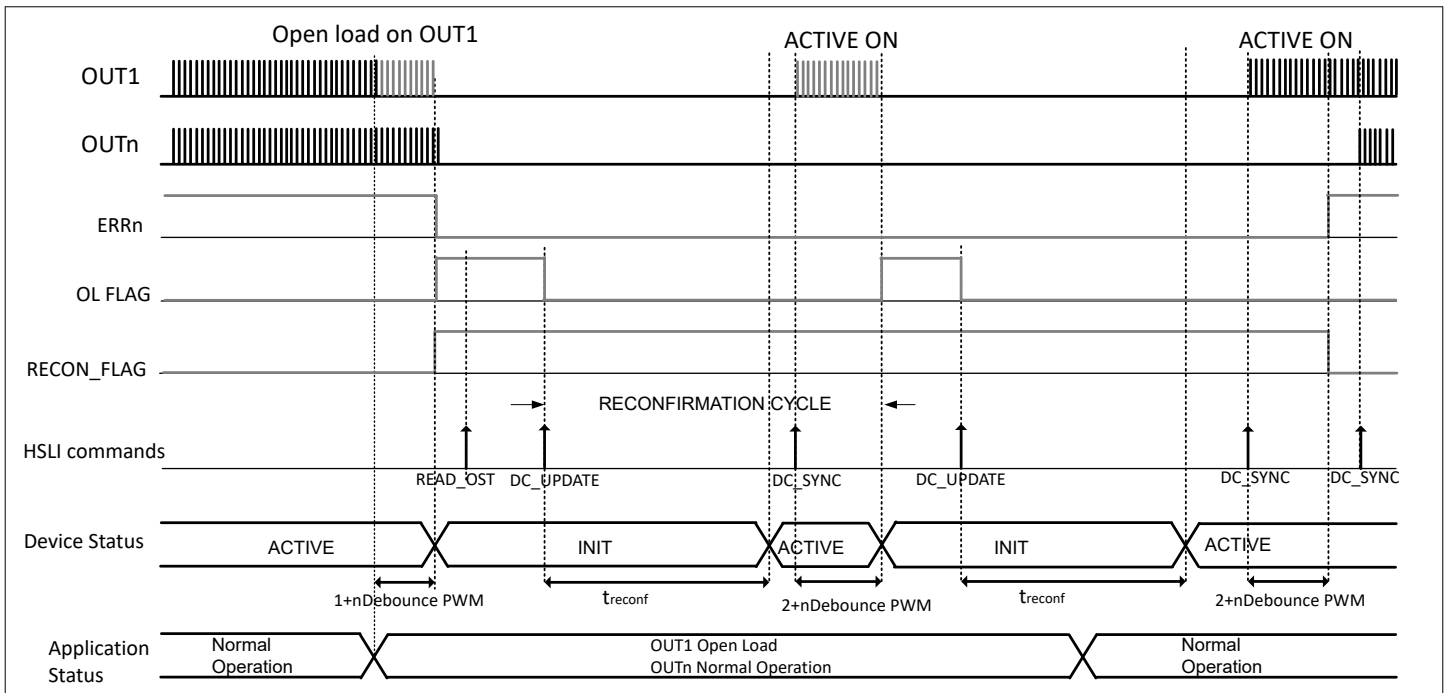 Open load on OUT1
ACTIVE ON
ACTIVE ON
OUT1
OUTn
ERRn
OL FLAG
RECON_FLAG
RECONFIRMATION CYCLE
HSLI commands
READ_OST
DC_UPDATE
DC_SYNC
DC_UPDATE
DC_SYNC
DC_SYNC
Device Status
ACTIVE
INIT
ACTIVE
INIT
ACTIVE
1+nDebounce PWM
treconf
2+nDebounce PWM
treconf
2+nDebounce PWM
Application
Status
Normal
Operation
OUT1 Open Load
OUTn Normal Operation
Normal
Operation